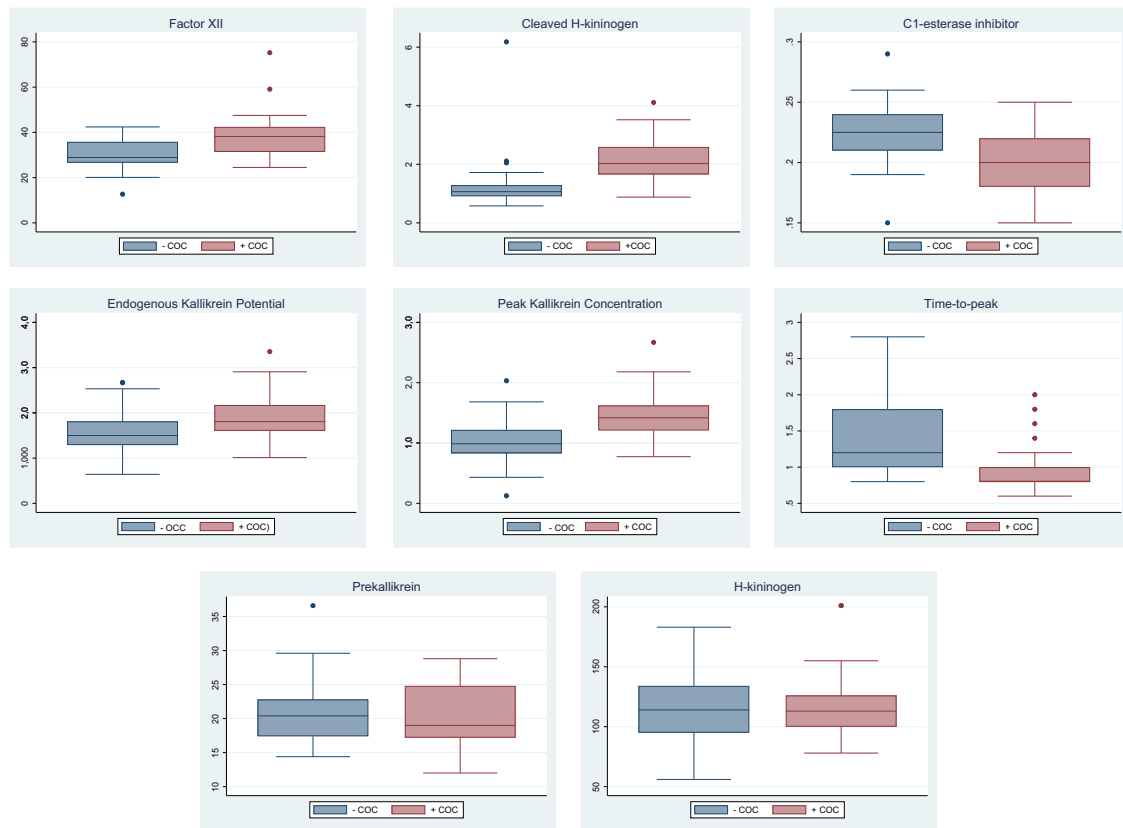 Factor XII
80
60
40
20
0
- COC + COC
Cleaved H-kininogen
6
4
2
0
- COC +COC
C1-esterase inhibitor
.3
.25
.2
.15
- COC + COC
Endogenous Kallikrein Potential
4,0
3,0
2,0
1,000
0
- OCC + COC)
Peak Kallikrein Concentration
3,0
2,0
1,0
0
- COC + COC
Time-to-peak
3
2.5
2
1.5
1
.5
- COC + COC
Prekallikrein
35
30
25
20
15
10
- COC + COC
H-kininogen
200
150
100
50
- COC + COC